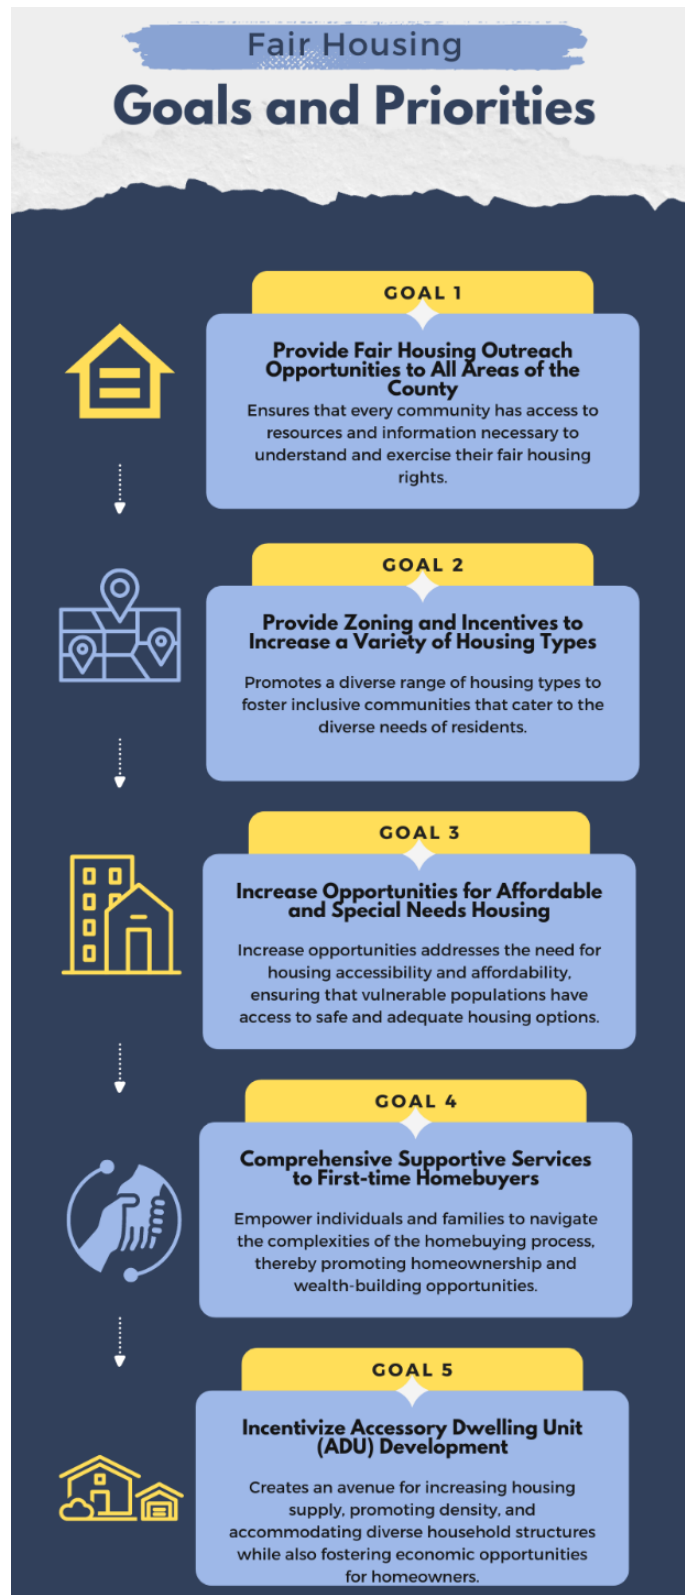 Fair Housing
Goals and Priorities
GOAL 1
Provide Fair Housing Outreach
Opportunities to All Areas of the
County
Ensures that every community has access to
resources and information necessary to
understand and exercise their fair housing
rights.
GOAL 2
Provide Zoning and Incentives to
Increase a Variety of Housing Types
Promotes a diverse range of housing types to
foster inclusive communities that cater to the
diverse needs of residents.
GOAL 3
Increase Opportunities for Affordable
and Special Needs Housing
Increase opportunities addresses the need for
housing accessibility and affordability,
ensuring that vulnerable populations have
access to safe and adequate housing options.
GOAL 4
Comprehensive Supportive Services
to First-time Homebuyers
Empower individuals and families to navigate
the complexities of the homebuying process,
thereby promoting homeownership and
wealth-building opportunities.
GOAL 5
Incentivize Accessory Dwelling Unit
(ADU) Development
Creates an avenue for increasing housing
supply, promoting density, and
accommodating diverse household structures
while also fostering economic opportunities
for homeowners.